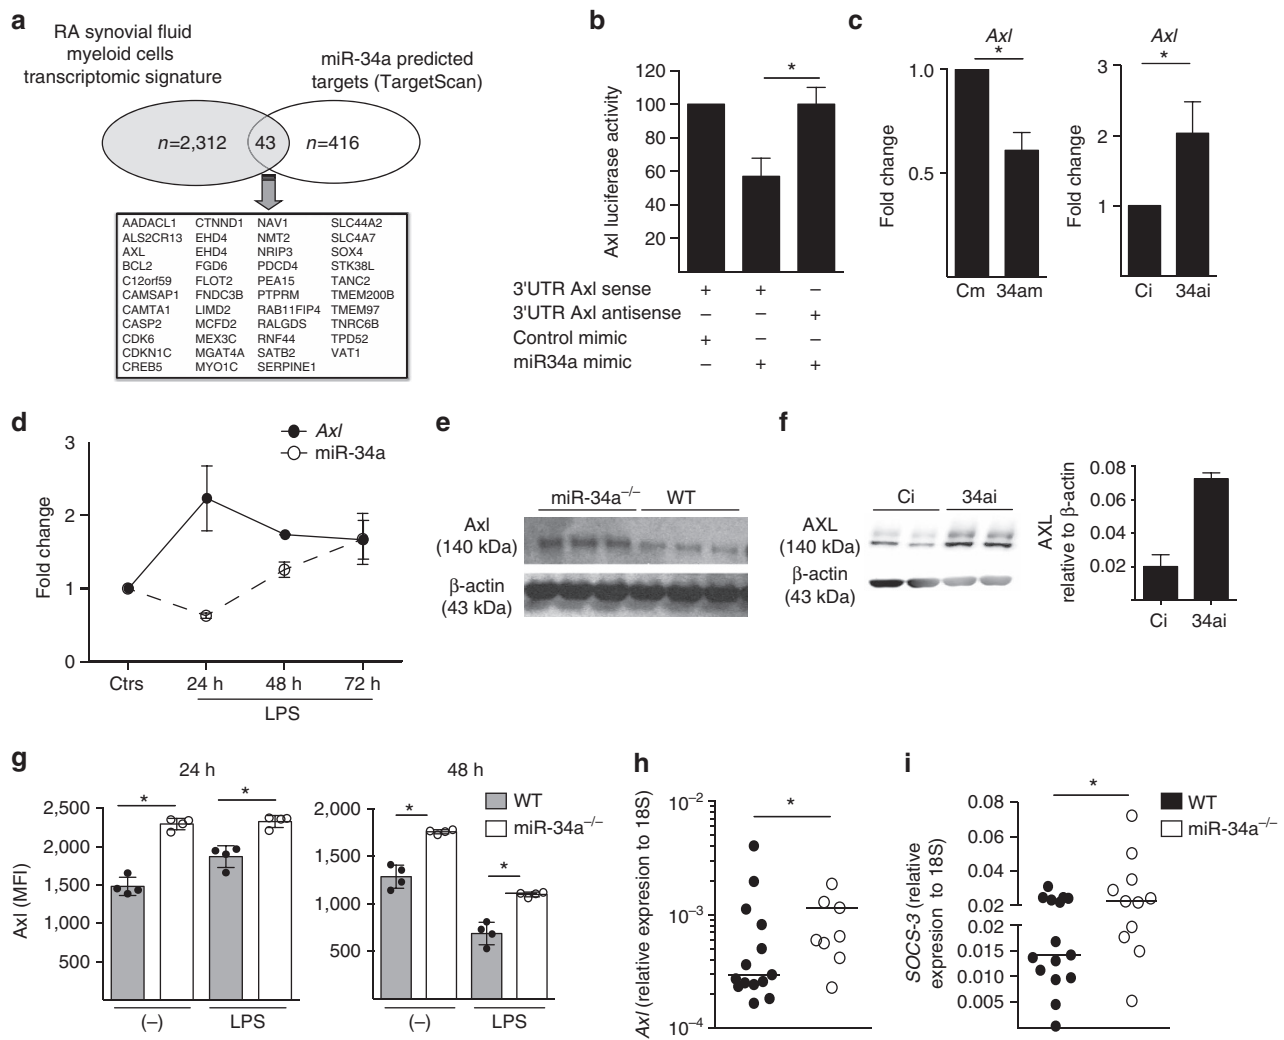 a
RA synovial fluid
myeloid cells
transcriptomic signature
miR-34a predicted
targets (TargetScan)
n=2,312
43
n=416
AADACL1 CTNND1 NAV1 SLC44A2
ALS2CR13 EHD4 NMT2 SLC4A7
AXL EHD4 NRIP3 SOX4
BCL2 FGD6 PDCD4 STK38L
C12orf59 FLOT2 PEA15 TANC2
CAMSAP1 FNDC3B PTPRM TMEM200B
CAMTA1 LIMD2 RAB11FIP4 TMEM97
CASP2 MCFD2 RALGDS TNRC6B
CDK6 MEX3C RNF44 TPD52
CDKN1C MGAT4A SATB2 VAT1
CREB5 MYO1C SERPINE1
b
Axl luciferase activity
120
100
80
60
40
20
*
3'UTR Axl sense + + –
3'UTR Axl antisense – – +
Control mimic + – –
miR34a mimic – + +
c
Axl
*
Fold change
1.0
0.5
Cm 34am
Axl
*
Fold change
3
2
1
Ci 34ai
d
Axl
miR-34a
Fold change
3
2
1
0
Ctrs 24 h 48 h 72 h
LPS
e
miR-34a–/– WT
Axl
(140 kDa)
β-actin
(43 kDa)
f
Ci 34ai
AXL
(140 kDa)
β-actin
(43 kDa)
AXL
relative to β-actin
0.08
0.06
0.04
0.02
Ci 34ai
g
24 h
Axl (MFI)
2,500
2,000
1,500
1,000
500
* *
(–) LPS
48 h
2,000
1,500
1,000
500
* *
(–) LPS
WT
miR-34a–/–
h
Axl (relative expression to 18S)
10–2
10–3
10–4
*
i
SOCS-3 (relative
expression to 18S)
0.08
0.06
0.04
0.02
0.02
0.015
0.010
0.005
*
WT
miR-34a–/–